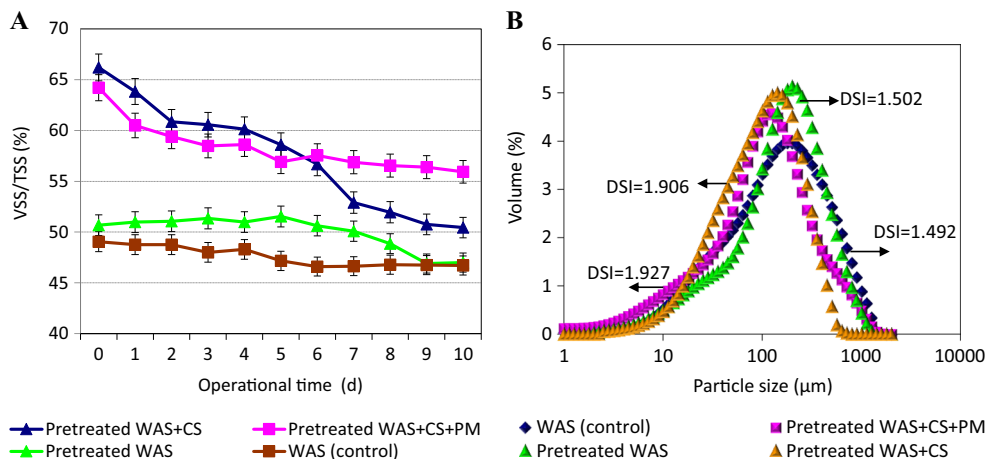 A
VSS/TSS (%)
70
65
60
55
50
45
40
0 1 2 3 4 5 6 7 8 9 10
Operational time (d)
Pretreated WAS+CS
Pretreated WAS+CS+PM
Pretreated WAS
WAS (control)
B
Volume (%)
6
5
4
3
2
1
0
DSI=1.502
DSI=1.906
DSI=1.492
DSI=1.927
1 10 100 1000 10000
Particle size (µm)
WAS (control)
Pretreated WAS+CS+PM
Pretreated WAS
Pretreated WAS+CS